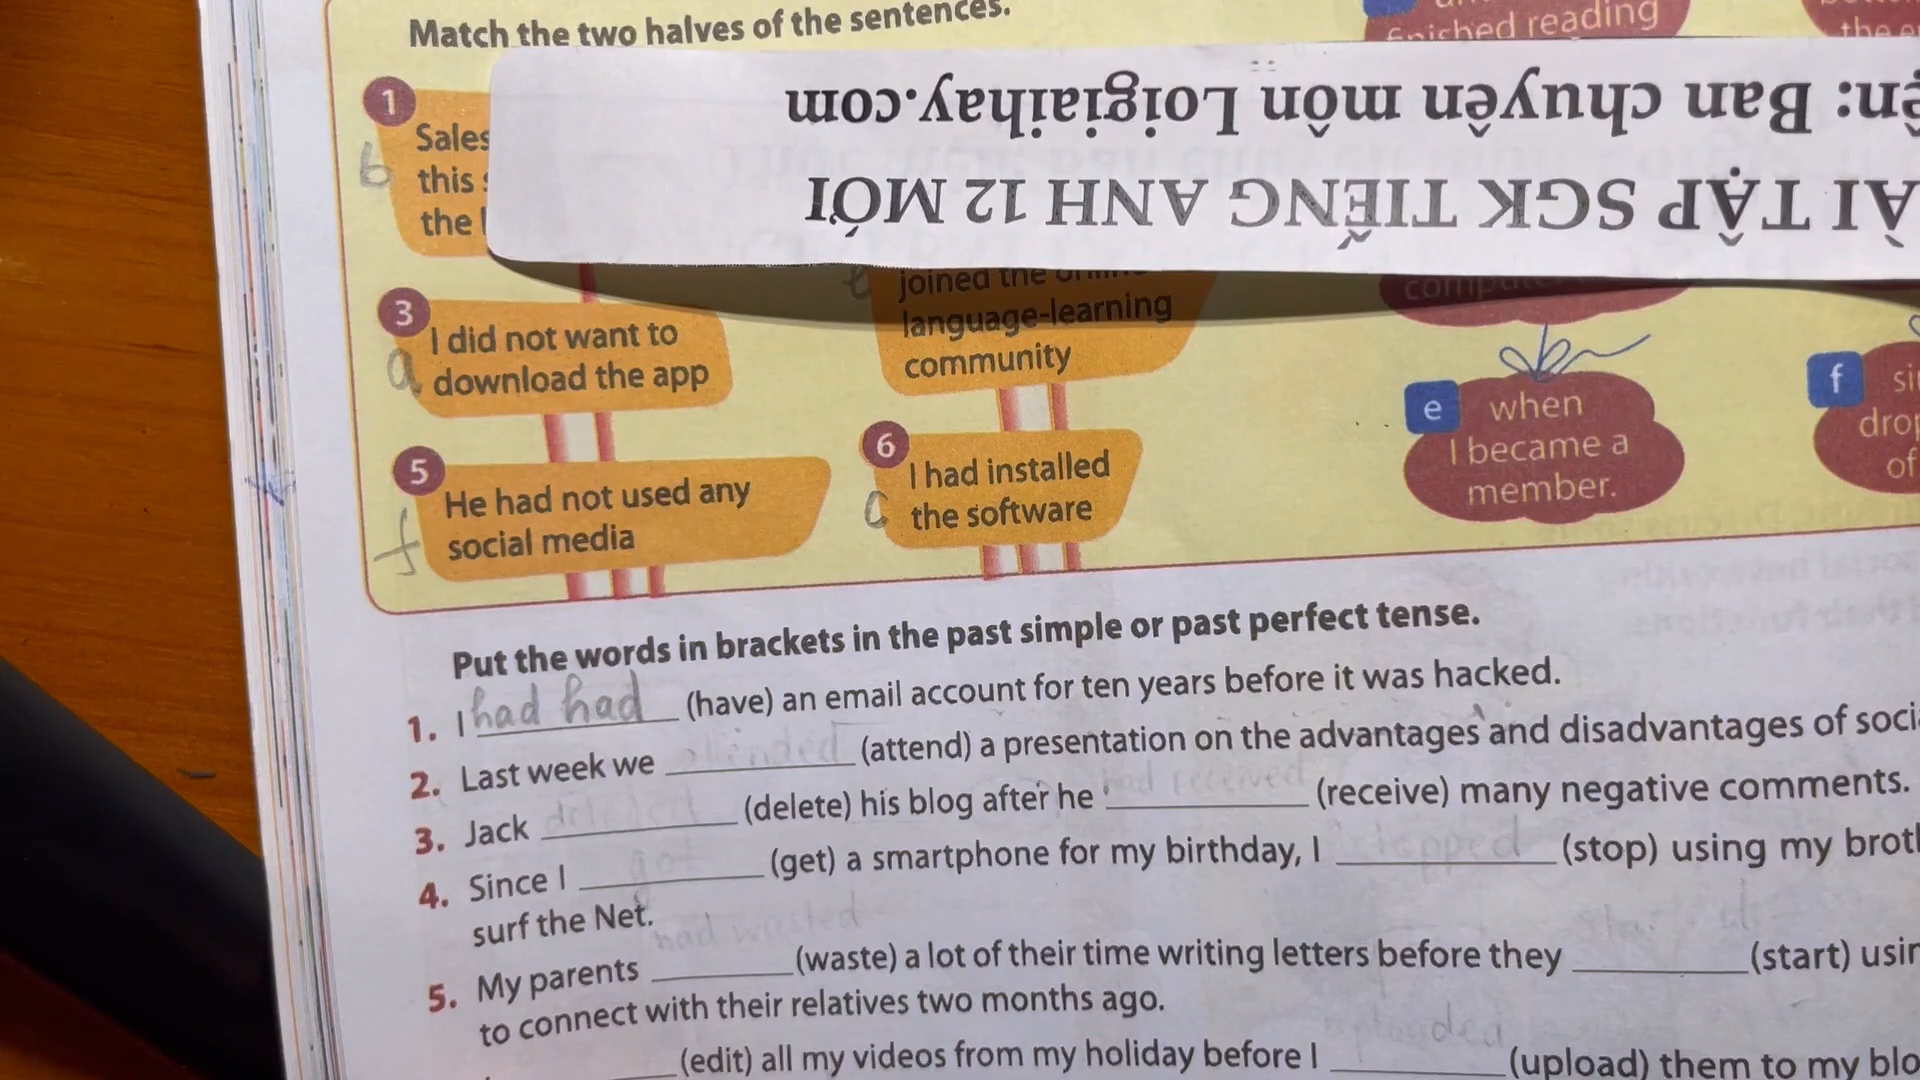 Match the two halves of the sentences.
finished reading
ện: Ban chuyên môn Loigiaihay.com
ÀI TẬP SGK TIẾNG ANH 12 MỚI
1
Sales
this
the
b
3
I did not want to
download the app
a
joined the
language-learning
community
5
He had not used any
social media
f
6
I had installed
the software
c
e
when
I became a
member.
f
of
Put the words in brackets in the past simple or past perfect tense.
1. I had had (have) an email account for ten years before it was hacked.
2. Last week we attended (attend) a presentation on the advantages and disadvantages of soci
3. Jack deleted (delete) his blog after he had received (receive) many negative comments.
4. Since I got (get) a smartphone for my birthday, I stopped (stop) using my brot
surf the Net.
5. My parents had wasted (waste) a lot of their time writing letters before they started (start) usin
to connect with their relatives two months ago.
(edit) all my videos from my holiday before I uploaded (upload) them to my blo